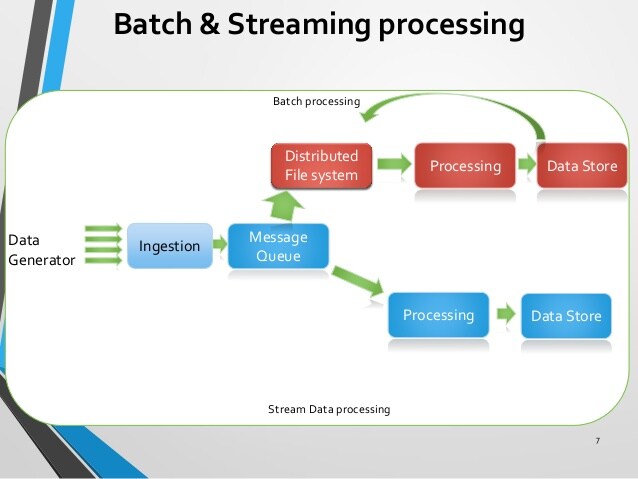 Batch & Streaming processing
Batch processing
Distributed
File system
Processing
Data Store
Data
Generator
Ingestion
Message
Queue
Processing
Data Store
Stream Data processing
7